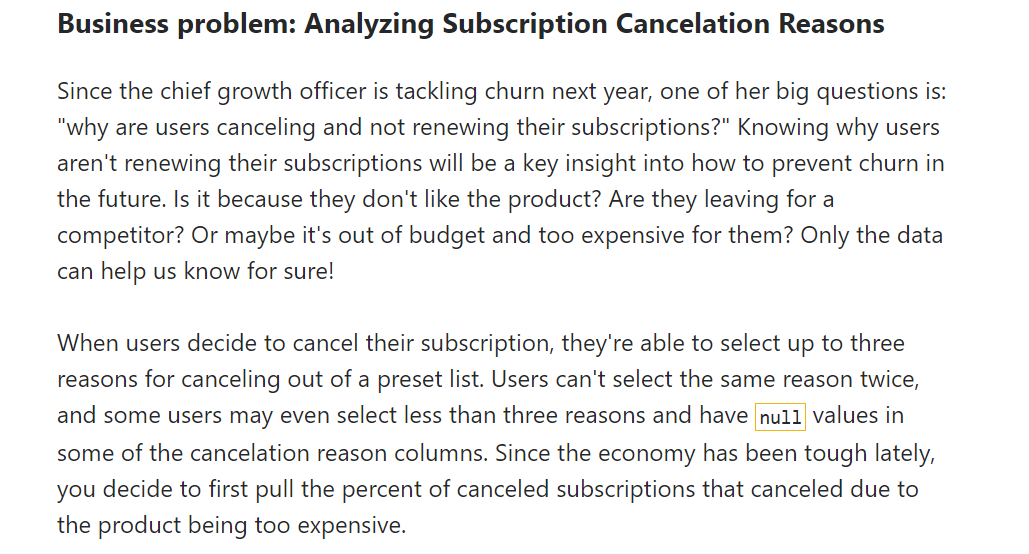 Business problem: Analyzing Subscription Cancelation Reasons
Since the chief growth officer is tackling churn next year, one of her big questions is:
"why are users canceling and not renewing their subscriptions?" Knowing why users
aren't renewing their subscriptions will be a key insight into how to prevent churn in
the future. Is it because they don't like the product? Are they leaving for a
competitor? Or maybe it's out of budget and too expensive for them? Only the data
can help us know for sure!
When users decide to cancel their subscription, they're able to select up to three
reasons for canceling out of a preset list. Users can't select the same reason twice,
and some users may even select less than three reasons and have null values in
some of the cancelation reason columns. Since the economy has been tough lately,
you decide to first pull the percent of canceled subscriptions that canceled due to
the product being too expensive.